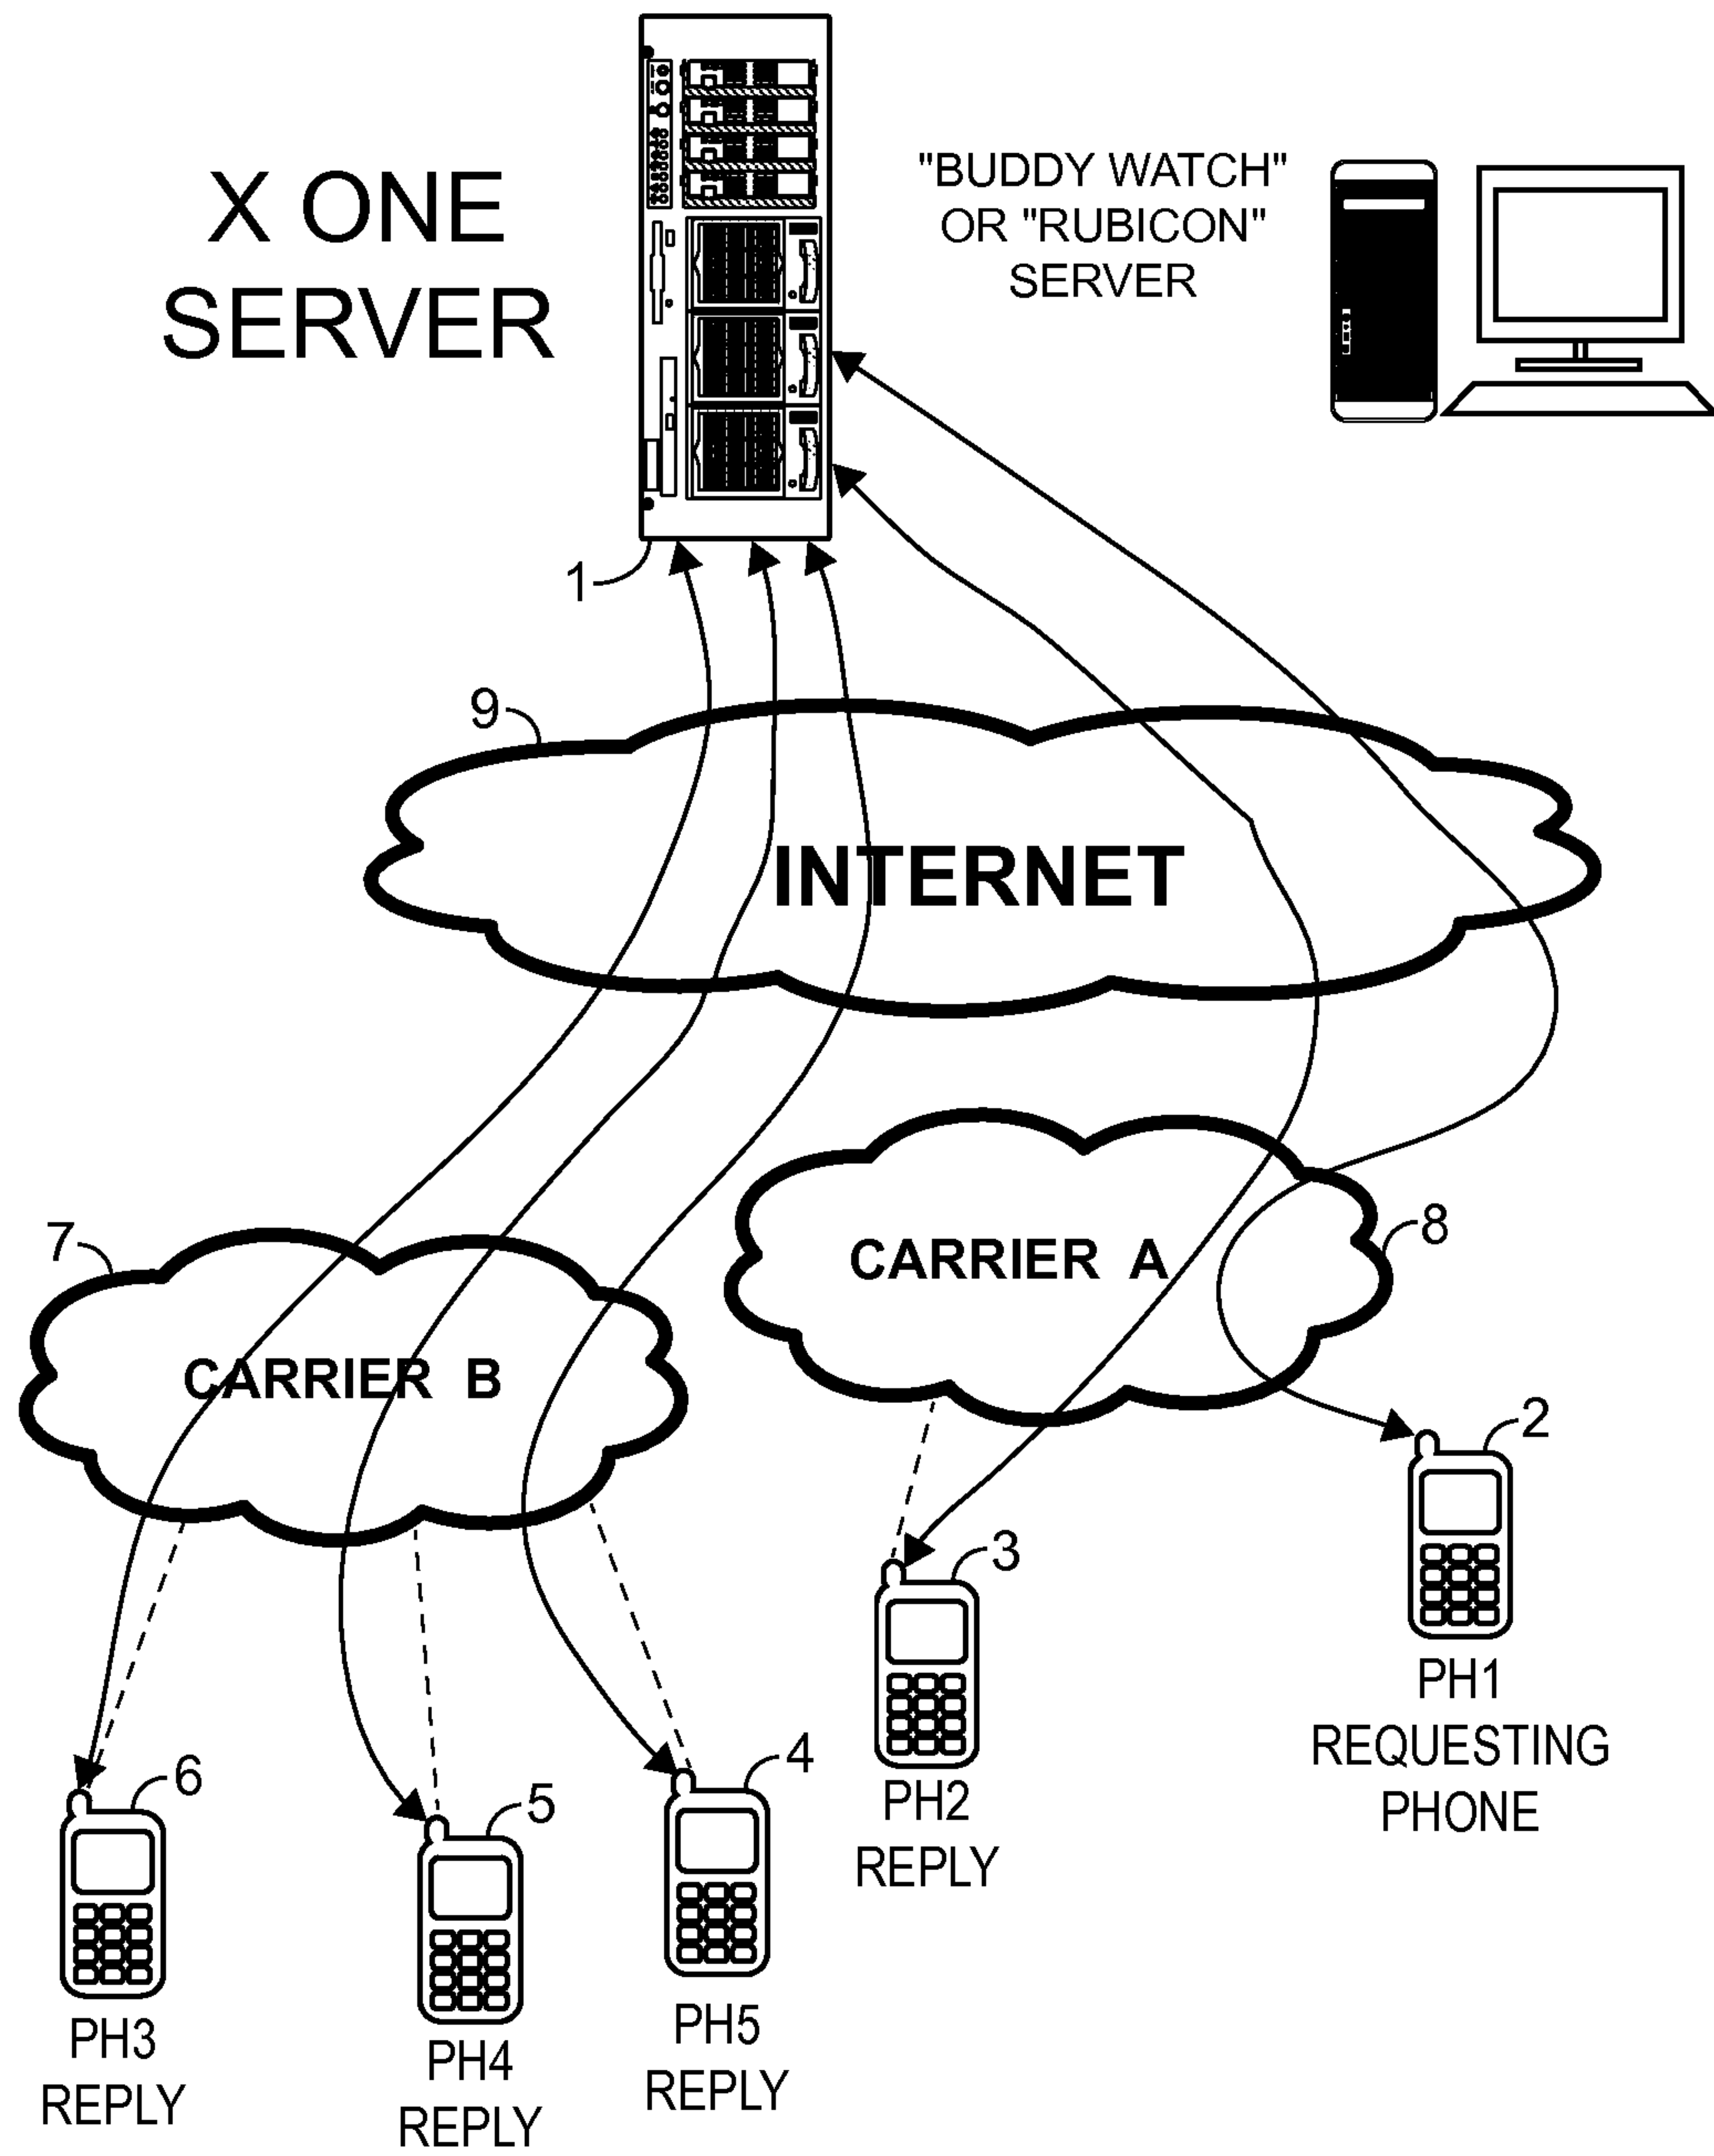 X ONE
SERVER
"BUDDY WATCH"
OR "RUBICON"
SERVER
1
9
INTERNET
7
CARRIER B
CARRIER A
8
2
PH1
REQUESTING
PHONE
3
PH2
REPLY
6
PH3
REPLY
5
PH4
REPLY
4
PH5
REPLY